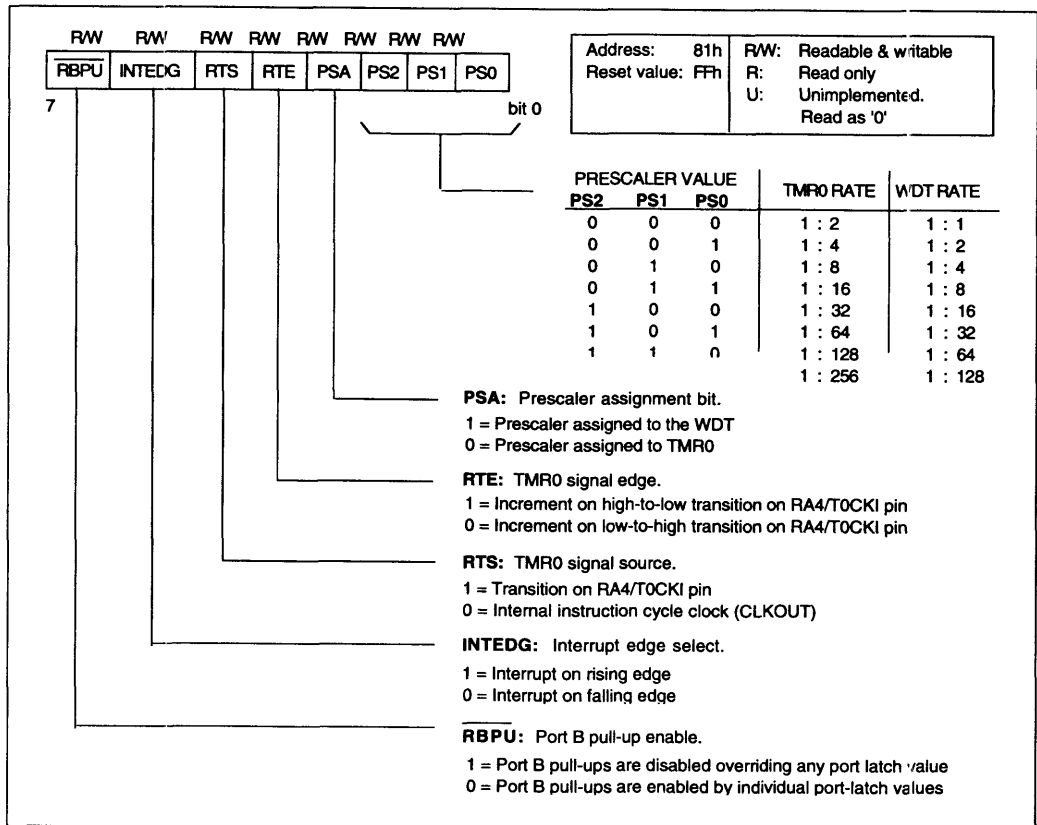 R/W R/W R/W R/W R/W R/W R/W R/W
RBPU INTEDG RTS RTE PSA PS2 PS1 PS0
7 bit 0
Address: 81h
Reset value: FFh
R/W: Readable & writable
R: Read only
U: Unimplemented.
Read as '0'
PRESCALER VALUE TMR0 RATE WDT RATE
PS2 PS1 PS0
0 0 0 1 : 2 1 : 1
0 0 1 1 : 4 1 : 2
0 1 0 1 : 8 1 : 4
0 1 1 1 : 16 1 : 8
1 0 0 1 : 32 1 : 16
1 0 1 1 : 64 1 : 32
1 1 0 1 : 128 1 : 64
1 : 256 1 : 128
PSA: Prescaler assignment bit.
1 = Prescaler assigned to the WDT
0 = Prescaler assigned to TMR0
RTE: TMR0 signal edge.
1 = Increment on high-to-low transition on RA4/T0CKI pin
0 = Increment on low-to-high transition on RA4/T0CKI pin
RTS: TMR0 signal source.
1 = Transition on RA4/T0CKI pin
0 = Internal instruction cycle clock (CLKOUT)
INTEDG: Interrupt edge select.
1 = Interrupt on rising edge
0 = Interrupt on falling edge
RBPU: Port B pull-up enable.
1 = Port B pull-ups are disabled overriding any port latch value
0 = Port B pull-ups are enabled by individual port-latch values